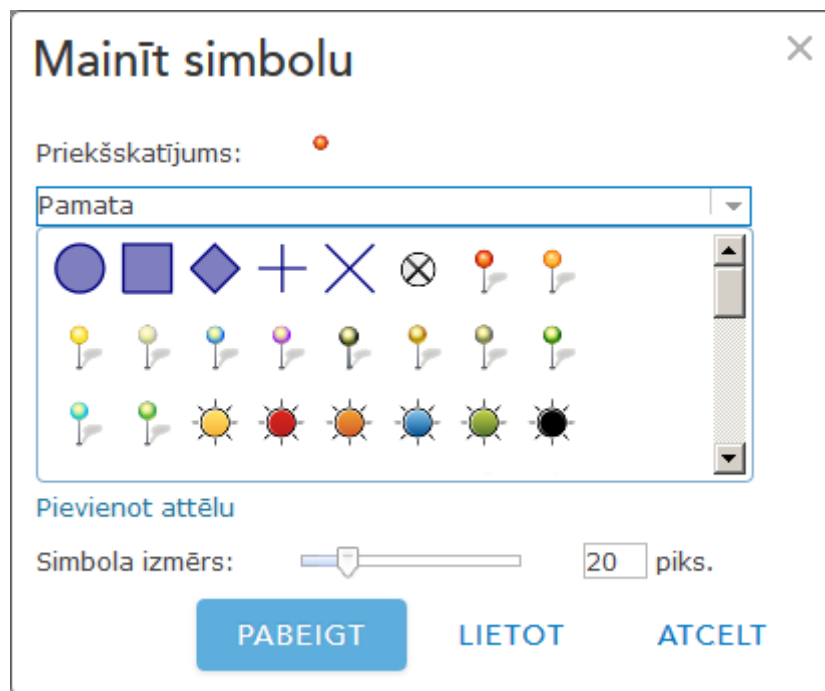 Mainīt simbolu
Priekšskatījums:
Pamata
Pievienot attēlu
Simbola izmērs: 20 piks.
PABEIGT LIETOT ATCELT